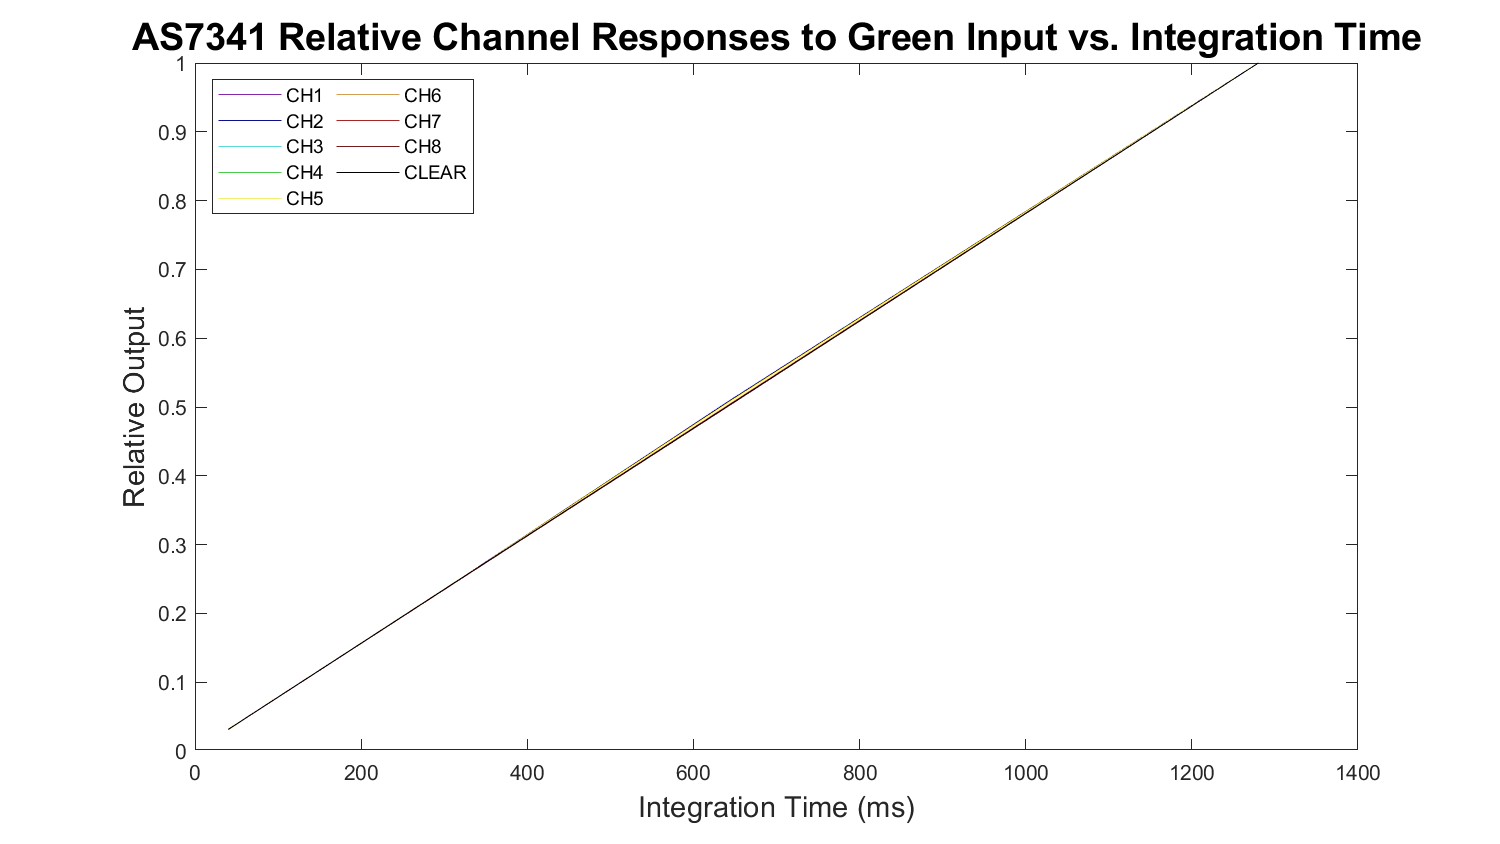 AS7341 Relative Channel Responses to Green Input vs. Integration Time
1
CH1 CH6
0.9
CH2 CH7
CH3 CH8
CH4 CLEAR
0.8
CH5
0.7
0.6
0.5
0.4
0.3
0.2
0.1
0
Relative Output
0 200 400 600 800 1000 1200 1400
Integration Time (ms)